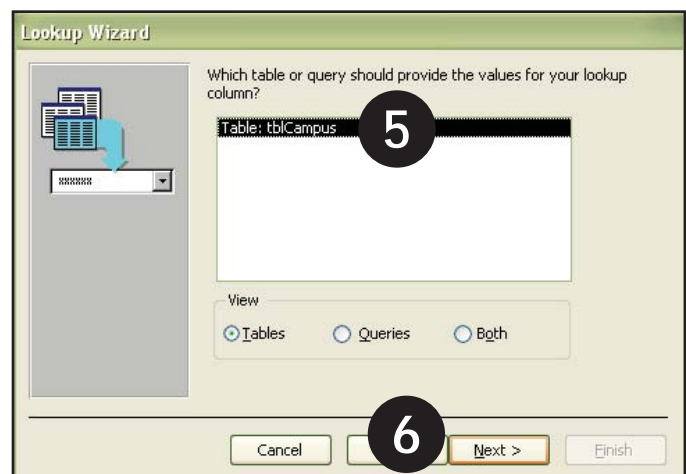 Lookup Wizard
Which table or query should provide the values for your lookup
column?
Table: tblCampus
5
xxxxxx
View
Tables
Queries
Both
6
Cancel
Next >
Finish